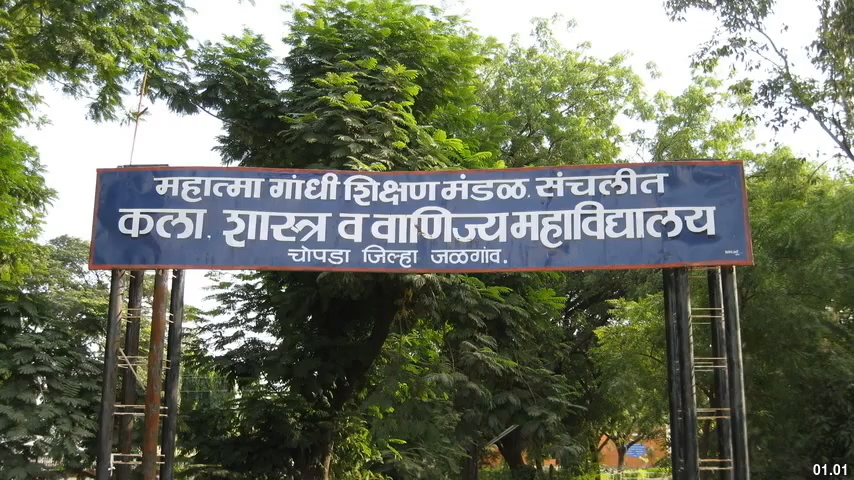 महात्मा गांधी शिक्षण मंडळ. संचलीत
कला. शास्त्र व वाणिज्य महाविद्यालय
चोपडा जिल्हा जळगांव.
01.01